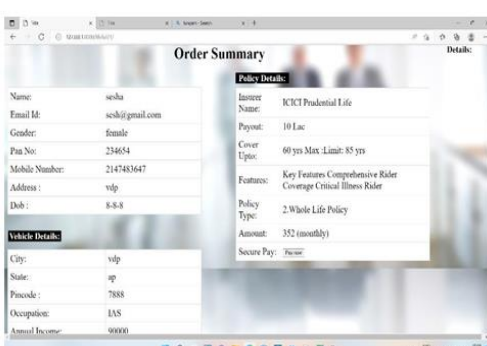 Order Summary
Details:
Name: sesha
Email Id: sesh@gmail.com
Gender: female
Pan No: 234654
Mobile Number: 2147483647
Address : vdp
Dob : 8-8-8
Vehicle Details:
City: vdp
State: ap
Pincode : 7888
Occupation: IAS
Annual Income: 90000
Policy Details:
Insurer Name: ICICI Prudential Life
Payout: 10 Lac
Cover Upto: 60 yrs Max :Limit: 85 yrs
Features: Key Features Comprehensive Rider
Coverage Critical Illness Rider
Policy Type: 2.Whole Life Policy
Amount: 352 (monthly)
Secure Pay: Pay now